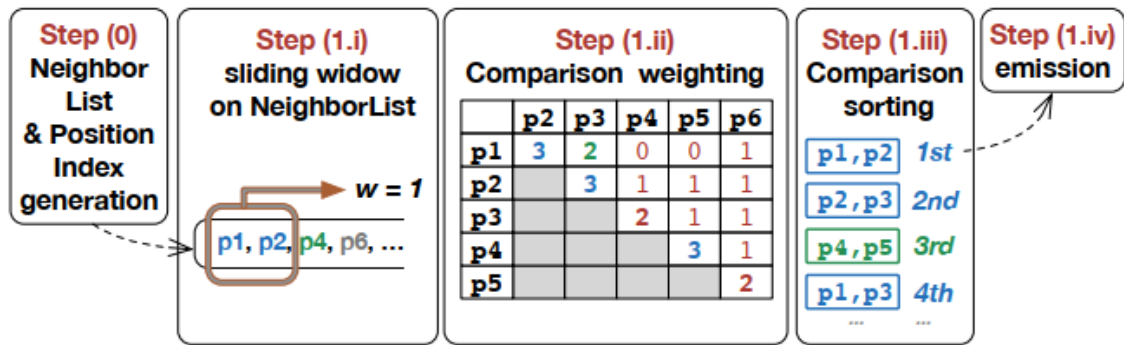 Step (0)
Neighbor
List
& Position
Index
generation
Step (1.i)
sliding widow
on NeighborList
w = 1
p1, p2, p4, p6, ...
Step (1.ii)
Comparison weighting
p2 p3 p4 p5 p6
p1 3 2 0 0 1
p2 3 1 1 1
p3 2 1 1
p4 3 1
p5 2
Step (1.iii)
Comparison
sorting
p1,p2 1st
p2,p3 2nd
p4,p5 3rd
p1,p3 4th
... ...
Step (1.iv)
emission